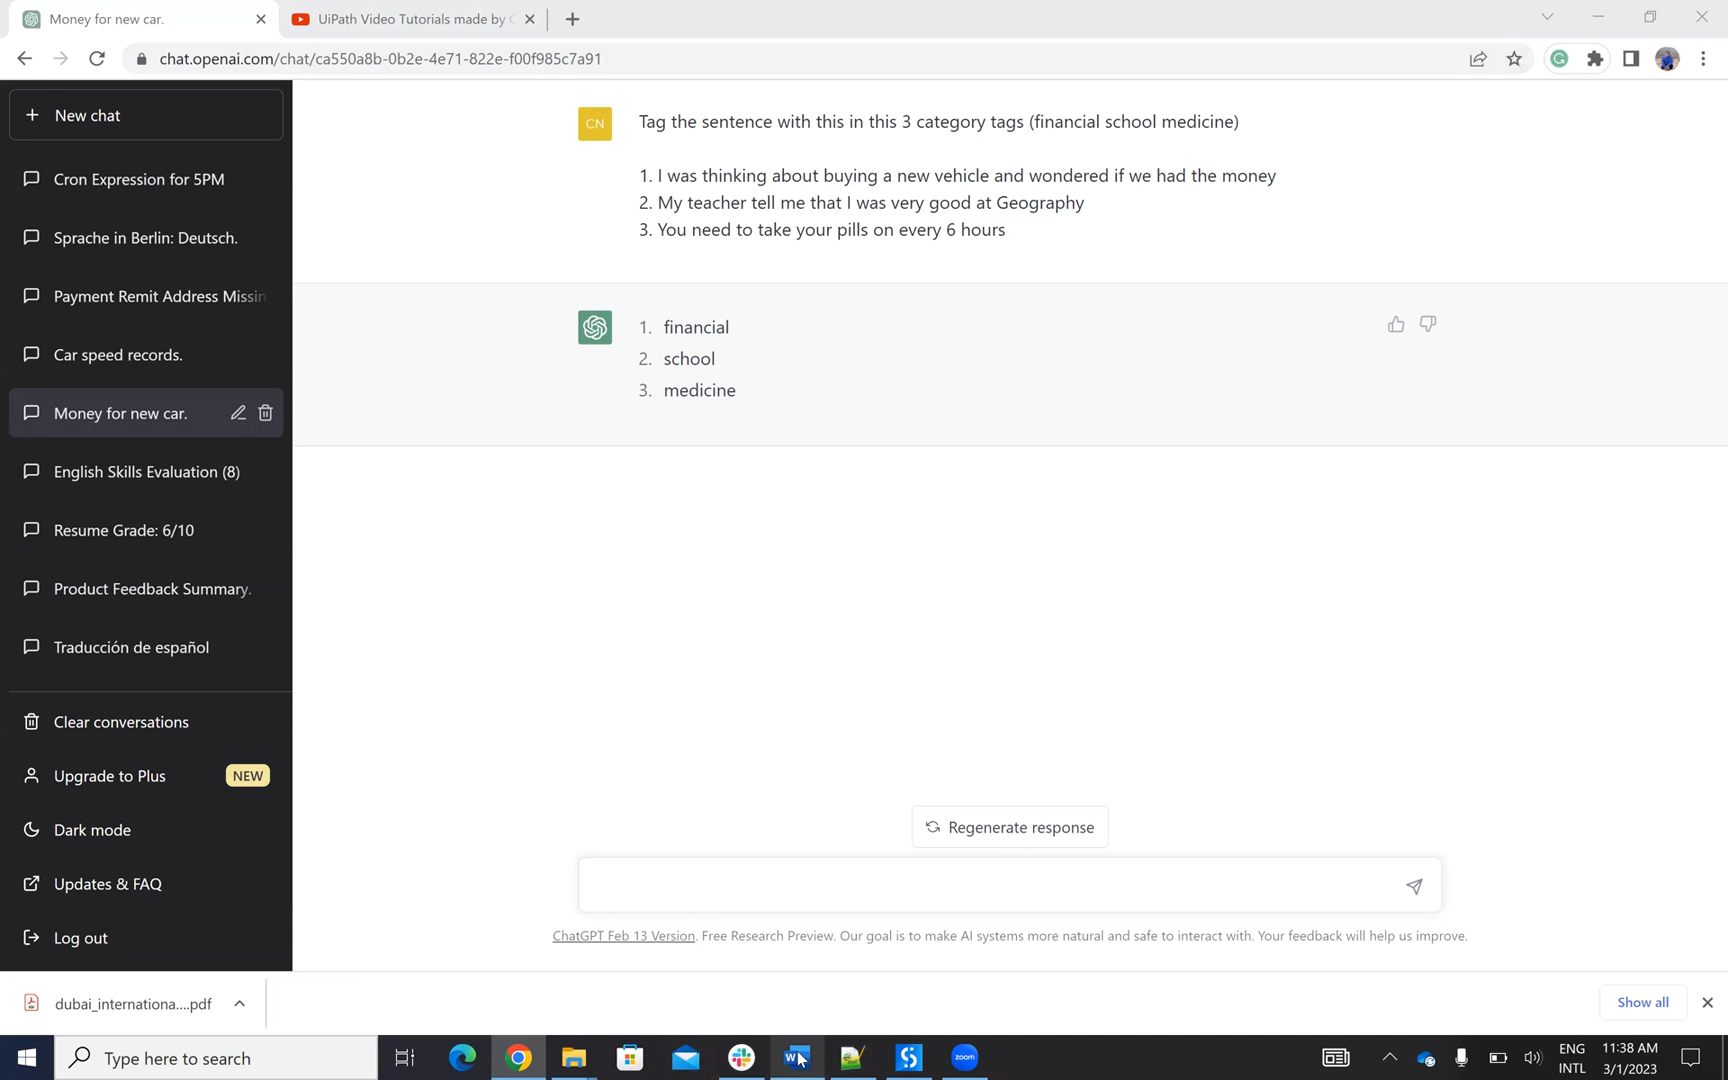 Money for new car.
UiPath Video Tutorials made by
chat.openai.com/chat/ca550a8b-0b2e-4e71-822e-f00f985c7a91
New chat
Cron Expression for 5PM
Sprache in Berlin: Deutsch.
Payment Remit Address Missin
Car speed records.
Money for new car.
English Skills Evaluation (8)
Resume Grade: 6/10
Product Feedback Summary.
Traducción de español
Clear conversations
Upgrade to Plus NEW
Dark mode
Updates & FAQ
Log out
CN
Tag the sentence with this in this 3 category tags (financial school medicine)
1. I was thinking about buying a new vehicle and wondered if we had the money
2. My teacher tell me that I was very good at Geography
3. You need to take your pills on every 6 hours
1. financial
2. school
3. medicine
Regenerate response
ChatGPT Feb 13 Version. Free Research Preview. Our goal is to make AI systems more natural and safe to interact with. Your feedback will help us improve.
dubai_internationa....pdf
Show all
Type here to search
zoom
ENG
INTL
11:38 AM
3/1/2023